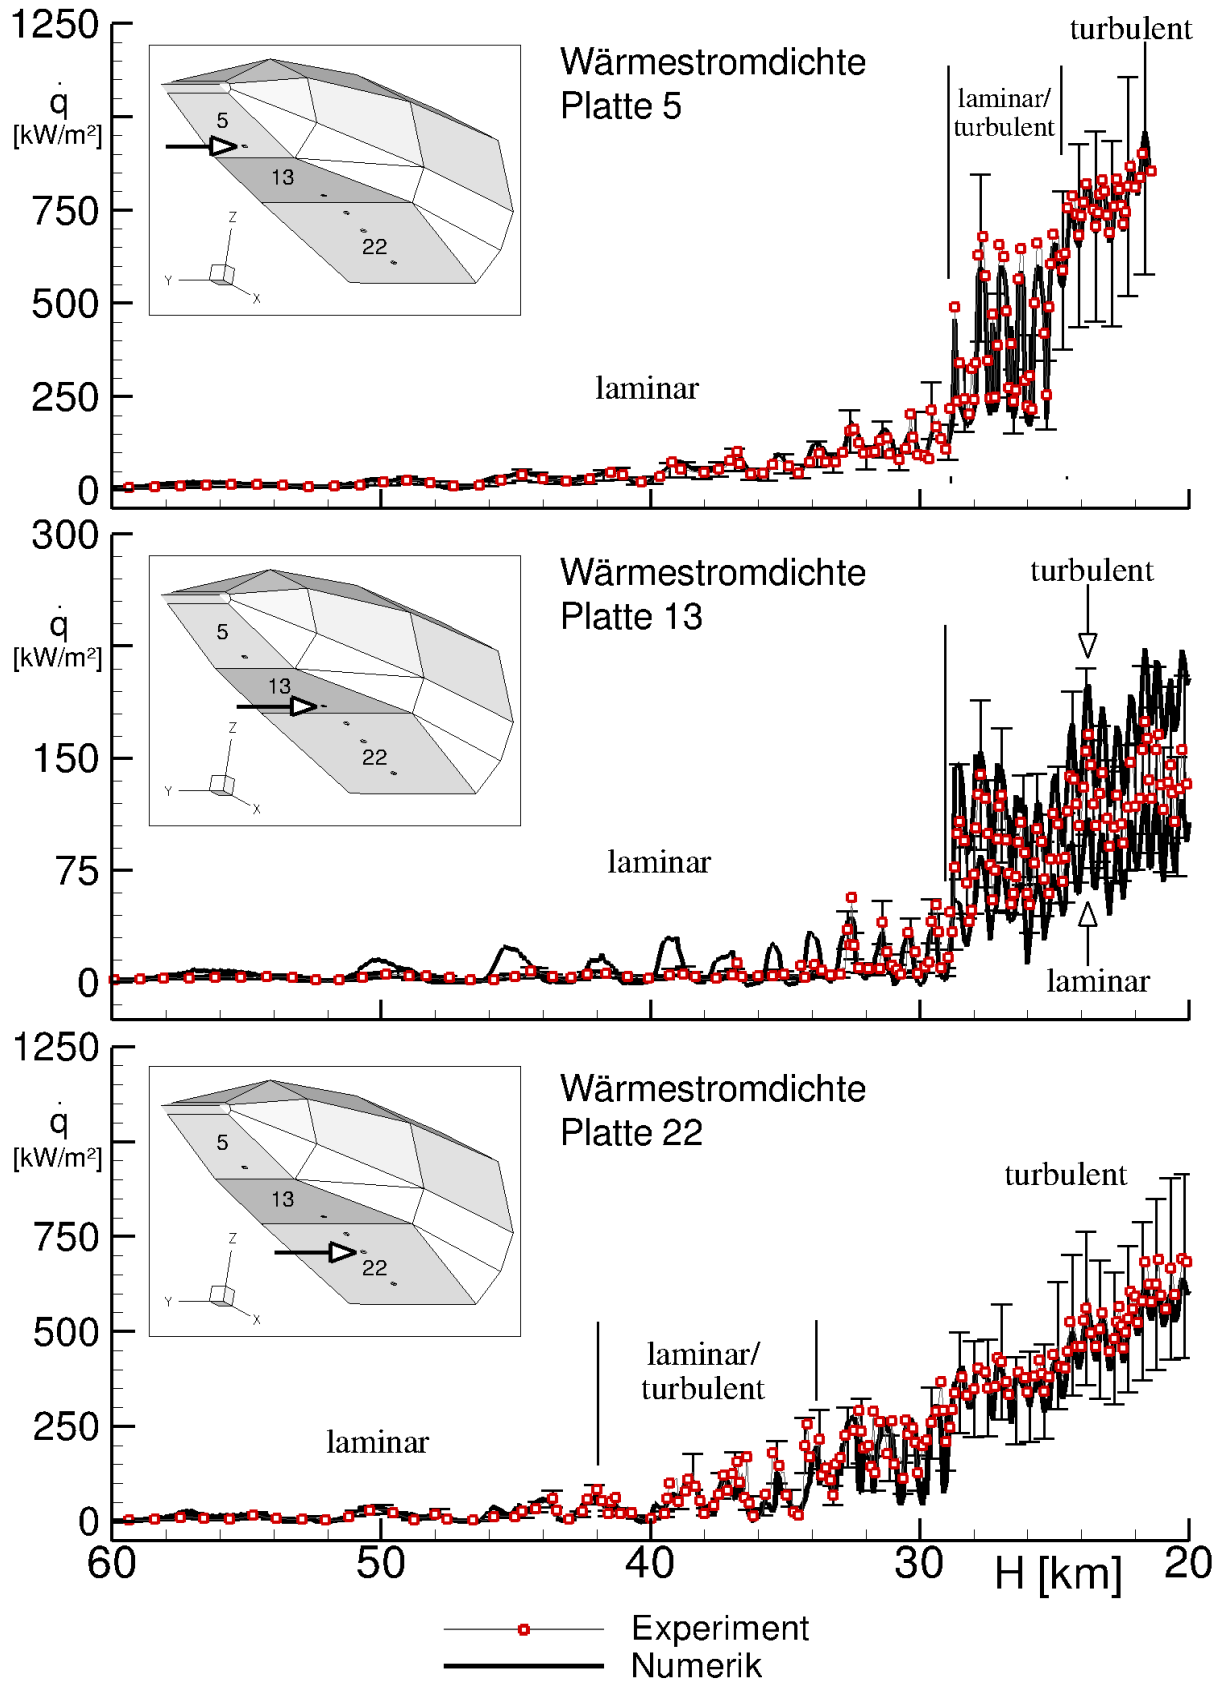 1250
q̇
[kW/m²]
750
500
250
0
Wärmestromdichte
Platte 5
laminar
laminar/
turbulent
turbulent
5
13
22
Z
Y
X
300
q̇
[kW/m²]
150
75
0
Wärmestromdichte
Platte 13
laminar
turbulent
laminar
5
13
22
Z
Y
X
1250
q̇
[kW/m²]
750
500
250
0
Wärmestromdichte
Platte 22
laminar
laminar/
turbulent
turbulent
5
13
22
Z
Y
X
60 50 40 30 H [km] 20
Experiment
Numerik